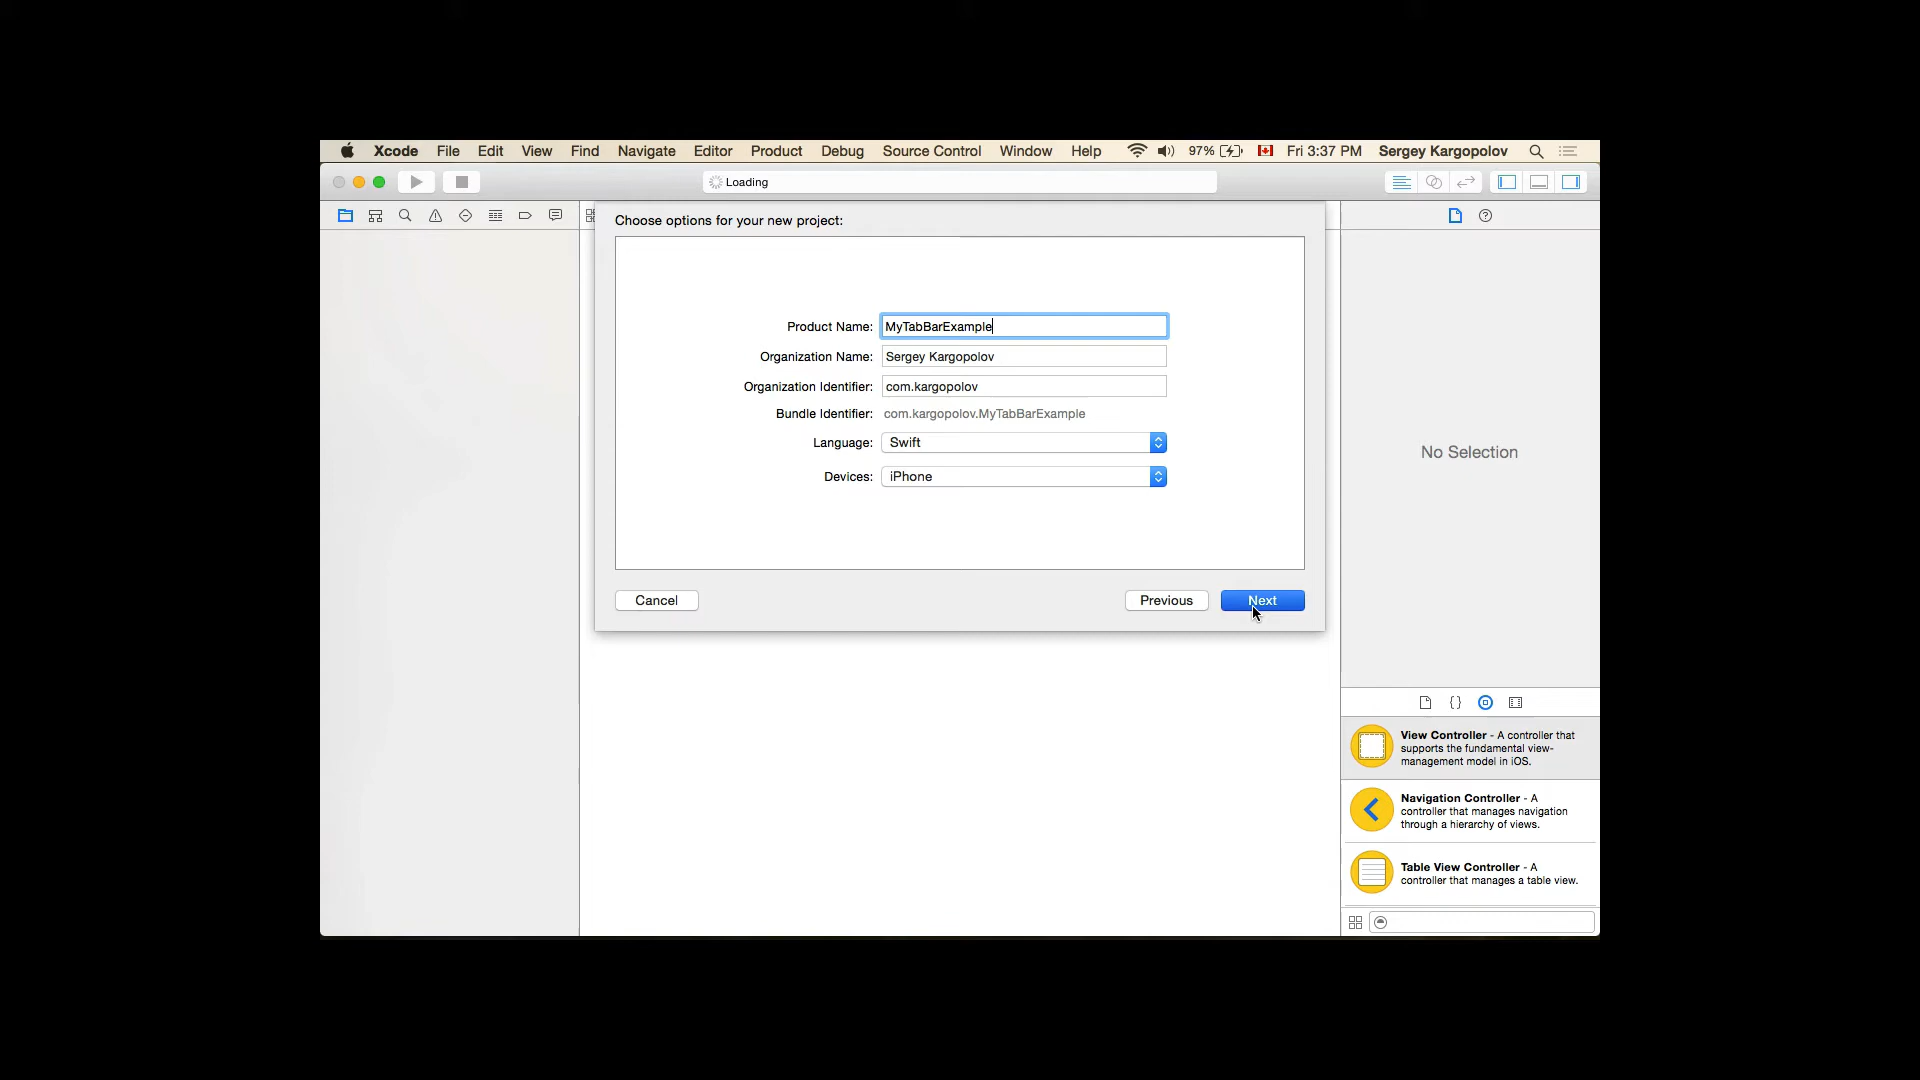 Xcode File Edit View Find Navigate Editor Product Debug Source Control Window Help 97% Fri 3:37 PM Sergey Kargopolov
Loading
Choose options for your new project:
Product Name: MyTabBarExample
Organization Name: Sergey Kargopolov
Organization Identifier: com.kargopolov
Bundle Identifier: com.kargopolov.MyTabBarExample
Language: Swift
Devices: iPhone
Cancel Previous Next
No Selection
View Controller - A controller that
supports the fundamental view-
management model in iOS.
Navigation Controller - A
controller that manages navigation
through a hierarchy of views.
Table View Controller - A
controller that manages a table view.